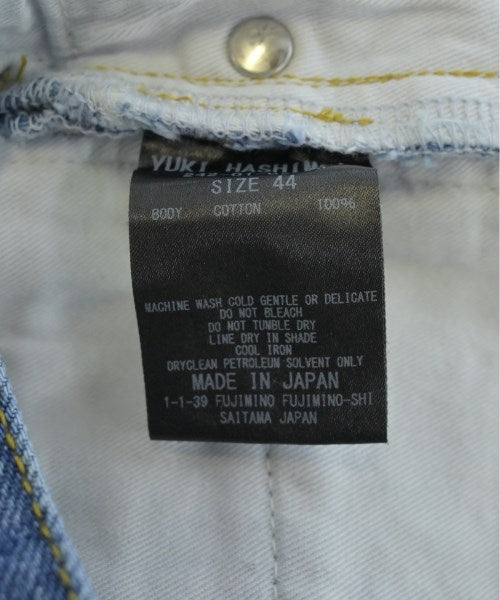 YUKI
SIZE 44
BODY COTTON 100%
MACHINE WASH COLD GENTLE OR DELICATE
DO NOT BLEACH
DO NOT TUMBLE DRY
LINE DRY IN SHADE
COOL IRON
DRYCLEAN PETROLEUM SOLVENT ONLY
MADE IN JAPAN
1-1-39 FUJIMINO FUJIMINO-SHI
SAITAMA JAPAN